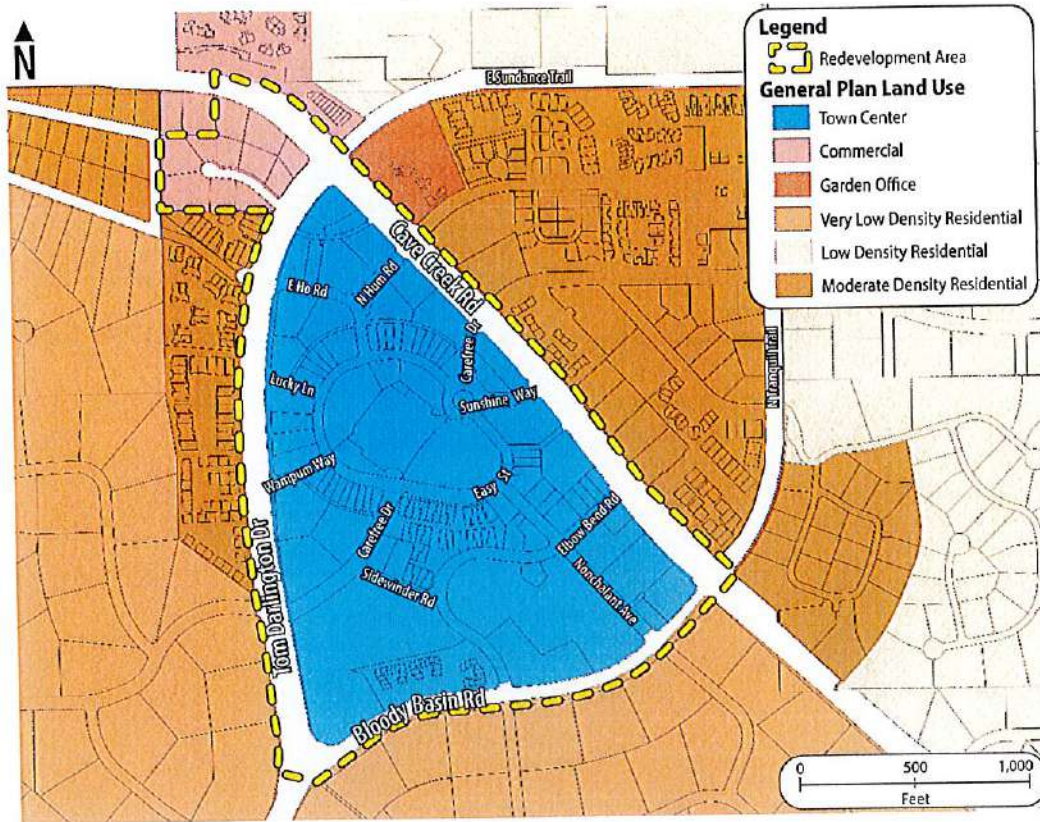 N
Legend
Redevelopment Area
General Plan Land Use
Town Center
Commercial
Garden Office
Very Low Density Residential
Low Density Residential
Moderate Density Residential
E Sundance Trail
Cave Creek Rd
N Hum Rd
E Ho Rd
Carefree Dr
Lucky Ln
Sunshine Way
N Tranquil Trail
Wampum Way
Easy St
Elbow Bend Rd
Carefree Dr
Nonchalant Ave
Sidewinder Rd
Tom Darlington Dr
Bloody Basin Rd
0 500 1,000
Feet